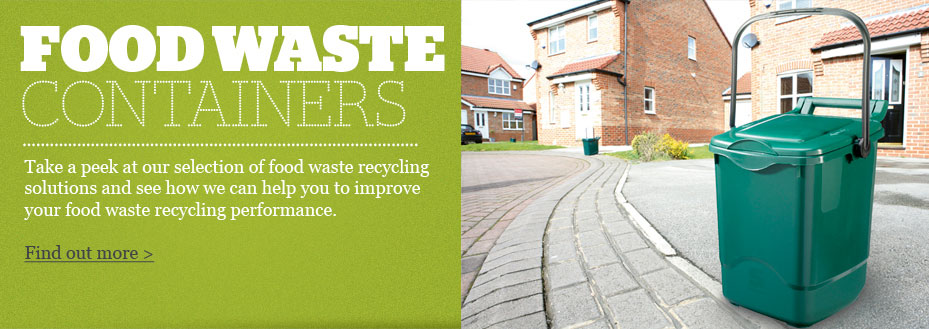 FOOD WASTE
CONTAINERS
Take a peek at our selection of food waste recycling
solutions and see how we can help you to improve
your food waste recycling performance.
Find out more >